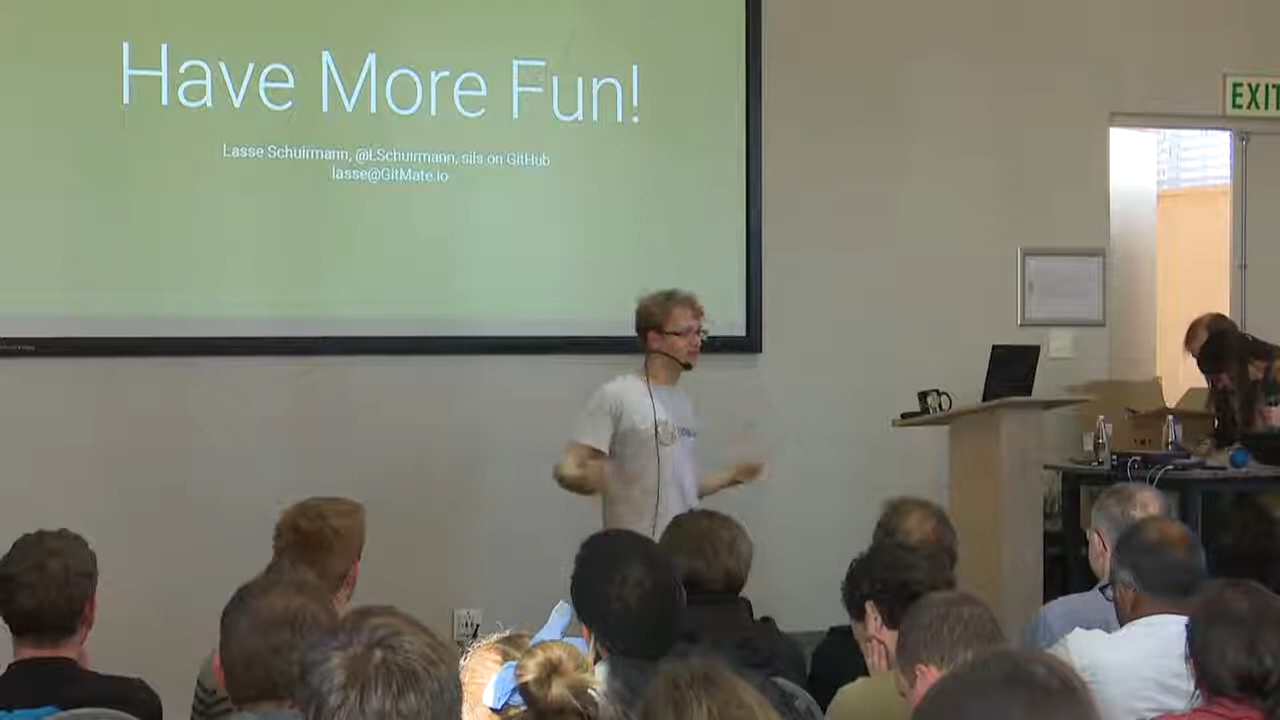 Have More Fun!
Lasse Schuirmann, @LSchuirmann, sils on GitHub
lasse@GitMate.io
EXIT